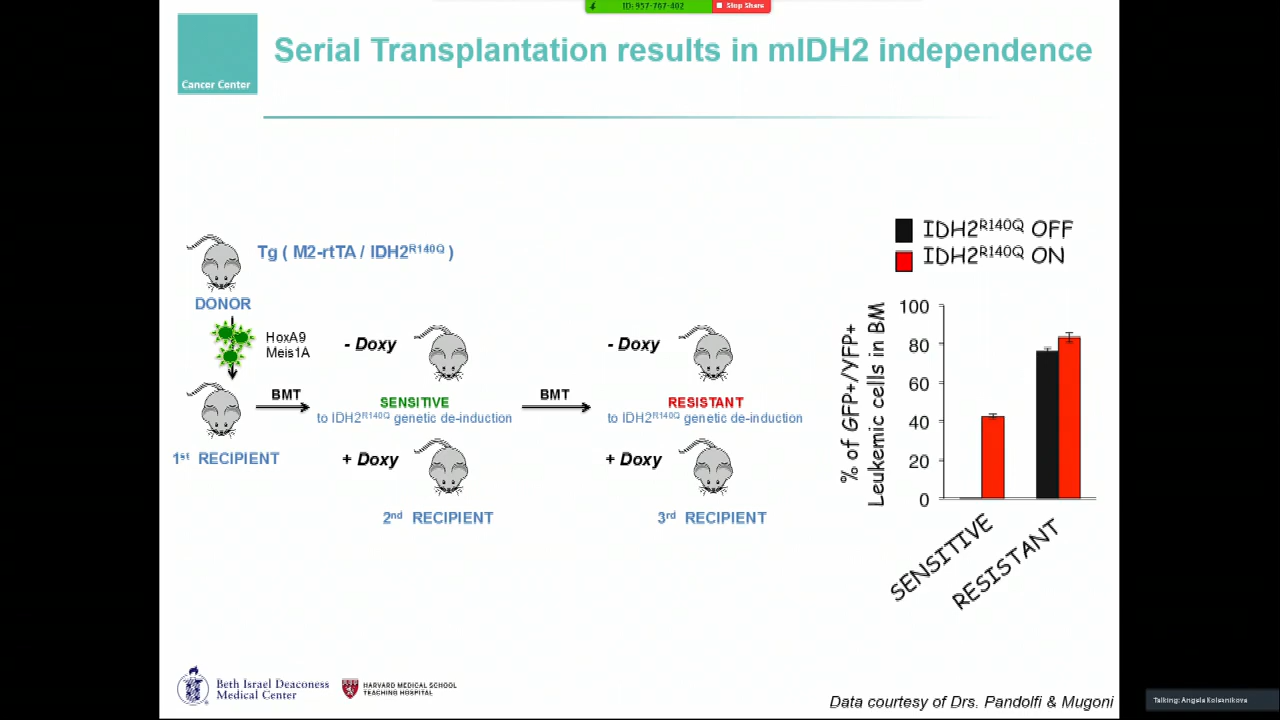 ID: 957-767-402
Stop Share
Cancer Center
Serial Transplantation results in mIDH2 independence
Tg ( M2-rtTA / IDH2R140Q )
DONOR
HoxA9
Meis1A
1st RECIPIENT
BMT
- Doxy
SENSITIVE
to IDH2R140Q genetic de-induction
+ Doxy
2nd RECIPIENT
BMT
- Doxy
RESISTANT
to IDH2R140Q genetic de-induction
+ Doxy
3rd RECIPIENT
IDH2R140Q OFF
IDH2R140Q ON
% of GFP+/YFP+
Leukemic cells in BM
100
80
60
40
20
0
SENSITIVE
RESISTANT
Beth Israel Deaconess
Medical Center
HARVARD MEDICAL SCHOOL
TEACHING HOSPITAL
Data courtesy of Drs. Pandolfi & Mugoni
Talking: Angela Kolesnikova